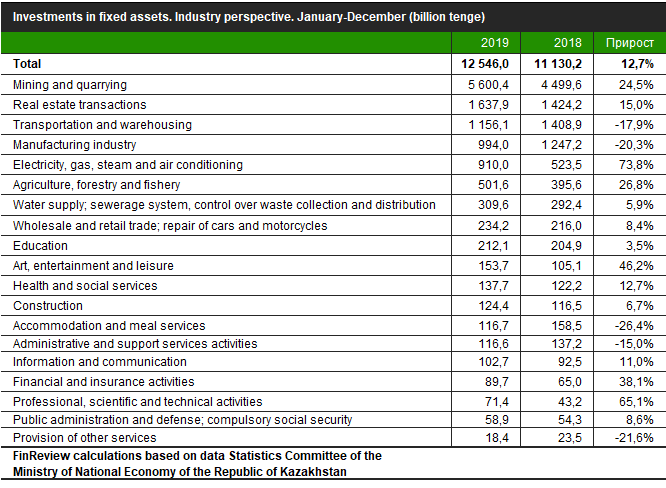 Investments in fixed assets. Industry perspective. January-December (billion tenge)
2019 2018 Прирост
Total 12 546,0 11 130,2 12,7%
Mining and quarrying 5 600,4 4 499,6 24,5%
Real estate transactions 1 637,9 1 424,2 15,0%
Transportation and warehousing 1 156,1 1 408,9 -17,9%
Manufacturing industry 994,0 1 247,2 -20,3%
Electricity, gas, steam and air conditioning 910,0 523,5 73,8%
Agriculture, forestry and fishery 501,6 395,6 26,8%
Water supply; sewerage system, control over waste collection and distribution 309,6 292,4 5,9%
Wholesale and retail trade; repair of cars and motorcycles 234,2 216,0 8,4%
Education 212,1 204,9 3,5%
Art, entertainment and leisure 153,7 105,1 46,2%
Health and social services 137,7 122,2 12,7%
Construction 124,4 116,5 6,7%
Accommodation and meal services 116,7 158,5 -26,4%
Administrative and support services activities 116,6 137,2 -15,0%
Information and communication 102,7 92,5 11,0%
Financial and insurance activities 89,7 65,0 38,1%
Professional, scientific and technical activities 71,4 43,2 65,1%
Public administration and defense; compulsory social security 58,9 54,3 8,6%
Provision of other services 18,4 23,5 -21,6%
FinReview calculations based on data Statistics Committee of the
Ministry of National Economy of the Republic of Kazakhstan